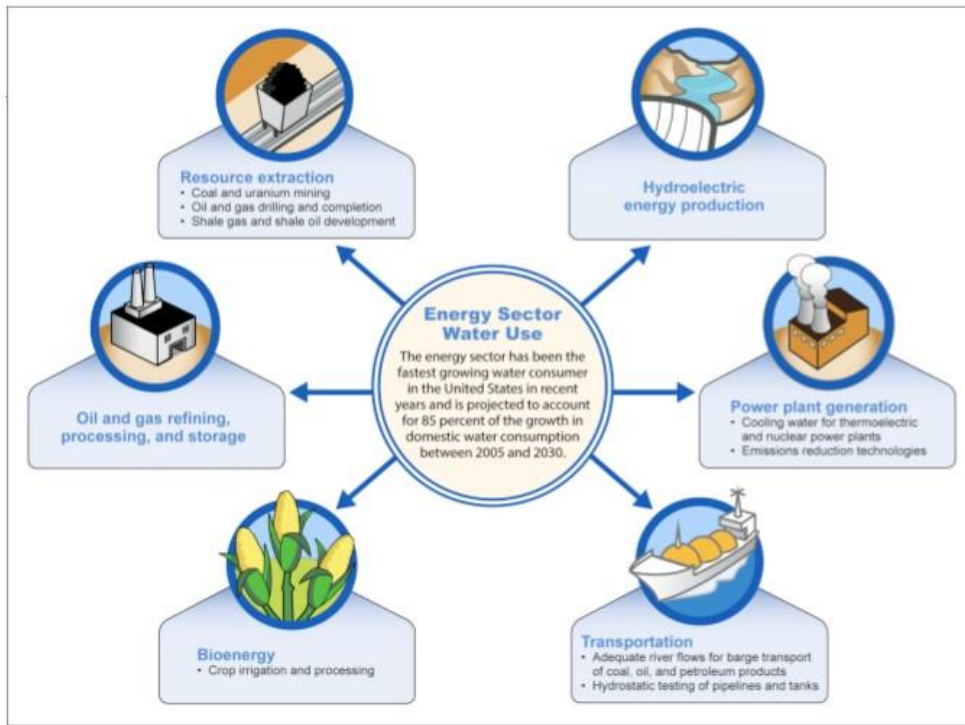 Resource extraction
• Coal and uranium mining
• Oil and gas drilling and completion
• Shale gas and shale oil development
Hydroelectric
energy production
Energy Sector
Water Use
The energy sector has been the
fastest growing water consumer
in the United States in recent
years and is projected to account
for 85 percent of the growth in
domestic water consumption
between 2005 and 2030.
Oil and gas refining,
processing, and storage
Power plant generation
• Cooling water for thermoelectric
and nuclear power plants
• Emissions reduction technologies
Bioenergy
• Crop irrigation and processing
Transportation
• Adequate river flows for barge transport
of coal, oil, and petroleum products
• Hydrostatic testing of pipelines and tanks